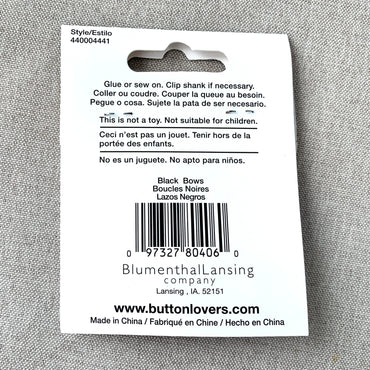 Style/Estilo
440004441
Glue or sew on. Clip shank if necessary.
Coller ou coudre. Couper la queue au besoin.
Pegue o cosa. Sujete la pata de ser necesario.
This is not a toy. Not suitable for children.
Ceci n'est pas un jouet. Tenir hors de la
portée des enfants.
No es un juguete. No apto para niños.
Black Bows
Boucles Noires
Lazos Negros
0 97327 80406 0
BlumenthalLansing
company
Lansing , IA. 52151
www.buttonlovers.com
Made in China / Fabriqué en Chine / Hecho en China